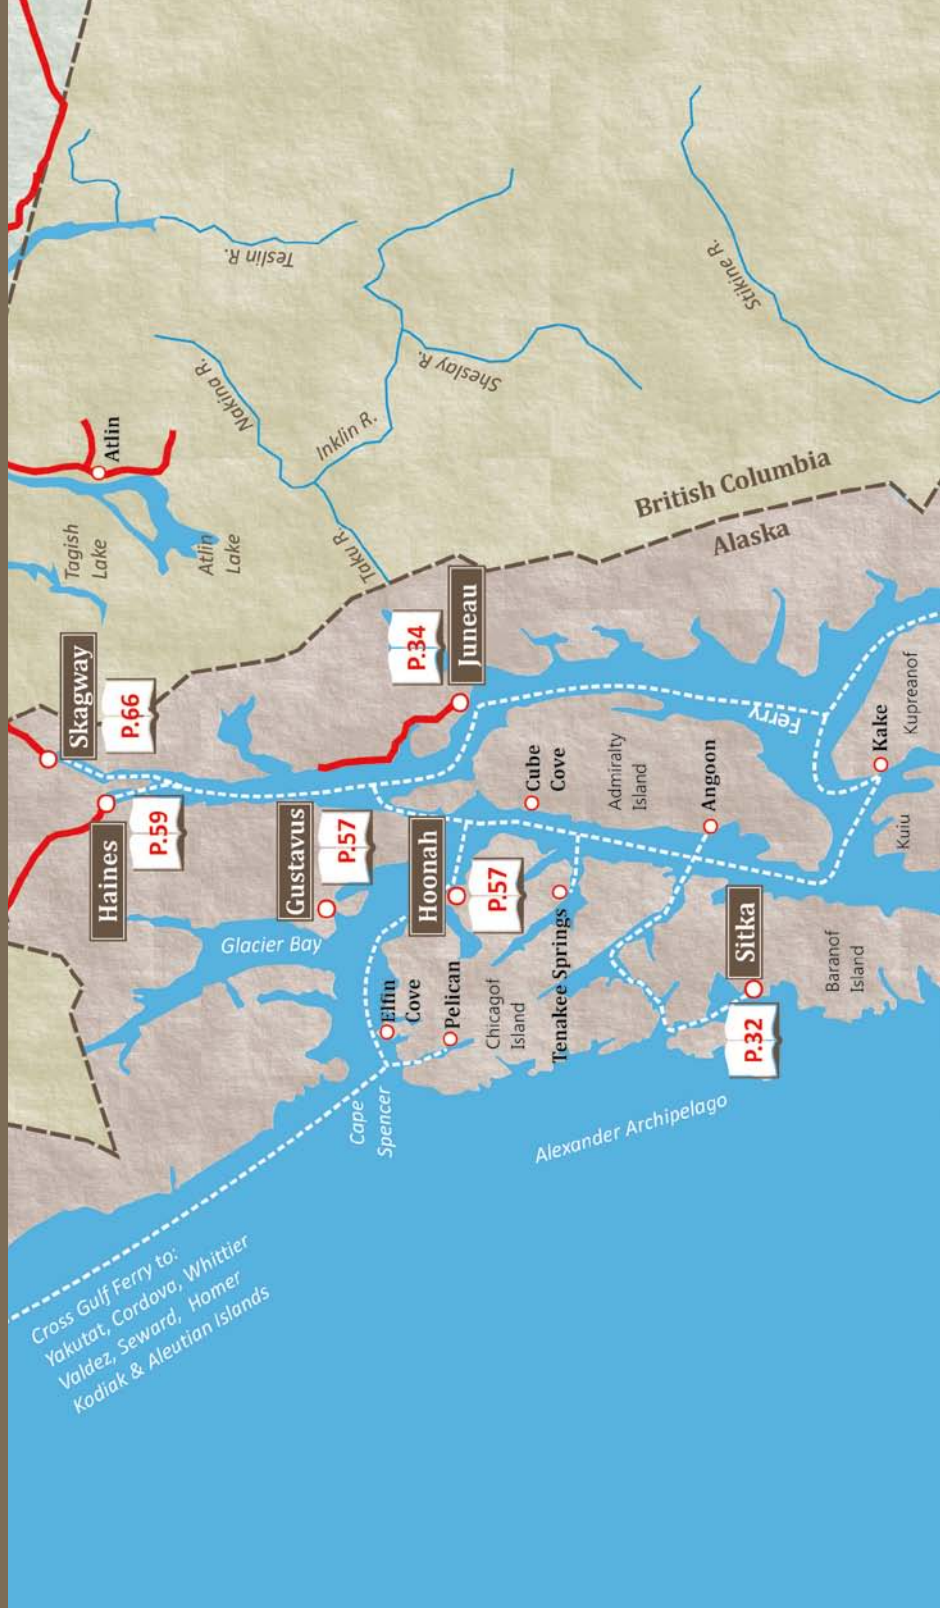 Teslin R.
Nakina R.
Inklin R.
Sheslay R.
Stikine R.
Taku R.
Atlin
Tagish
Lake
Atlin
Lake
British Columbia
Alaska
Skagway
P.66
Haines
P.59
Juneau
P.34
Gustavus
P.57
Glacier Bay
Hoonah
P.57
Elfin
Cove
Pelican
Chicagof
Island
Tenakee Springs
Cube
Cove
Admiralty
Island
Angoon
Ferry
Kake
Kupreanof
Kuiu
Sitka
P.32
Baranof
Island
Cape
Spencer
Alexander Archipelago
Cross Gulf Ferry to:
Yakutat, Cordova, Whittier
Valdez, Seward, Homer
Kodiak & Aleutian Islands